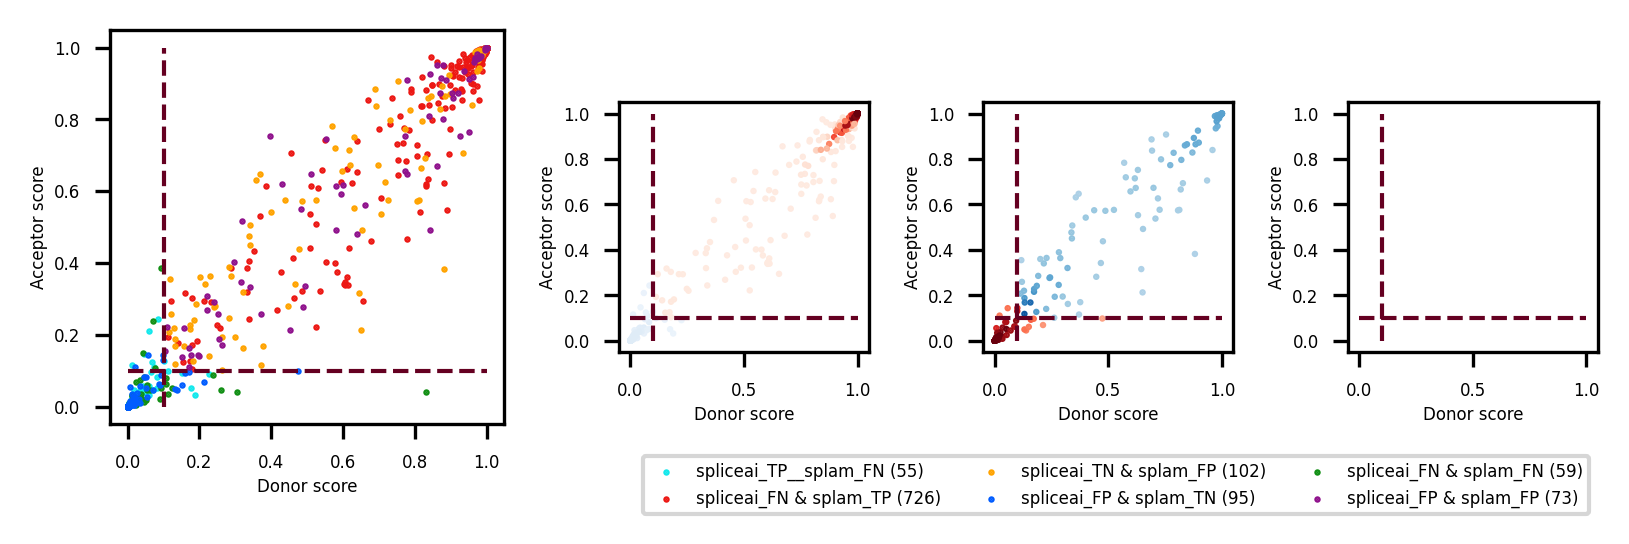 1.0
0.8
0.6
0.4
0.2
0.0
Acceptor score
0.0 0.2 0.4 0.6 0.8 1.0
Donor score
1.0
0.8
0.6
0.4
0.2
0.0
Acceptor score
0.0 0.5 1.0
Donor score
1.0
0.8
0.6
0.4
0.2
0.0
Acceptor score
0.0 0.5 1.0
Donor score
1.0
0.8
0.6
0.4
0.2
0.0
Acceptor score
0.0 0.5 1.0
Donor score
spliceai_TP__splam_FN (55)
spliceai_FN & splam_TP (726)
spliceai_TN & splam_FP (102)
spliceai_FP & splam_TN (95)
spliceai_FN & splam_FN (59)
spliceai_FP & splam_FP (73)